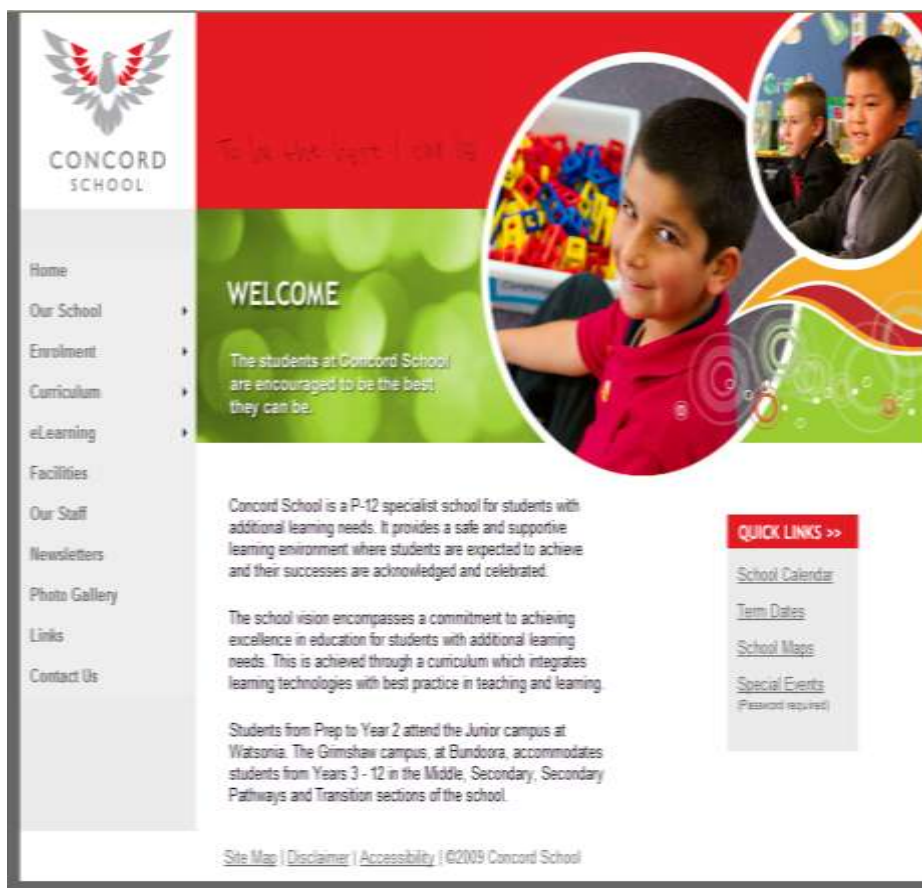 CONCORD
SCHOOL
To be the best I can be
Home
Our School
Enrolment
Curriculum
eLearning
Facilities
Our Staff
Newsletters
Photo Gallery
Links
Contact Us
WELCOME
The students at Concord School
are encouraged to be the best
they can be.
Concord School is a P-12 specialist school for students with
additional learning needs. It provides a safe and supportive
learning environment where students are expected to achieve
and their successes are acknowledged and celebrated.
The school vision encompasses a commitment to achieving
excellence in education for students with additional learning
needs. This is achieved through a curriculum which integrates
learning technologies with best practice in teaching and learning.
Students from Prep to Year 2 attend the Junior campus at
Watsonia. The Grimshaw campus, at Bundoora, accommodates
students from Years 3 - 12 in the Middle, Secondary, Secondary
Pathways and Transition sections of the school.
QUICK LINKS >>
School Calendar
Term Dates
School Maps
Special Events
(Password required)
Site Map | Disclaimer | Accessibility | ©2009 Concord School